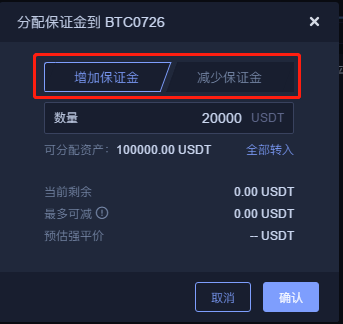 分配保证金到 BTC0726
增加保证金 减少保证金
数量 20000 USDT
可分配资产: 100000.00 USDT 全部转入
当前剩余 0.00 USDT
最多可减 0.00 USDT
预估强平价 -- USDT
取消 确认